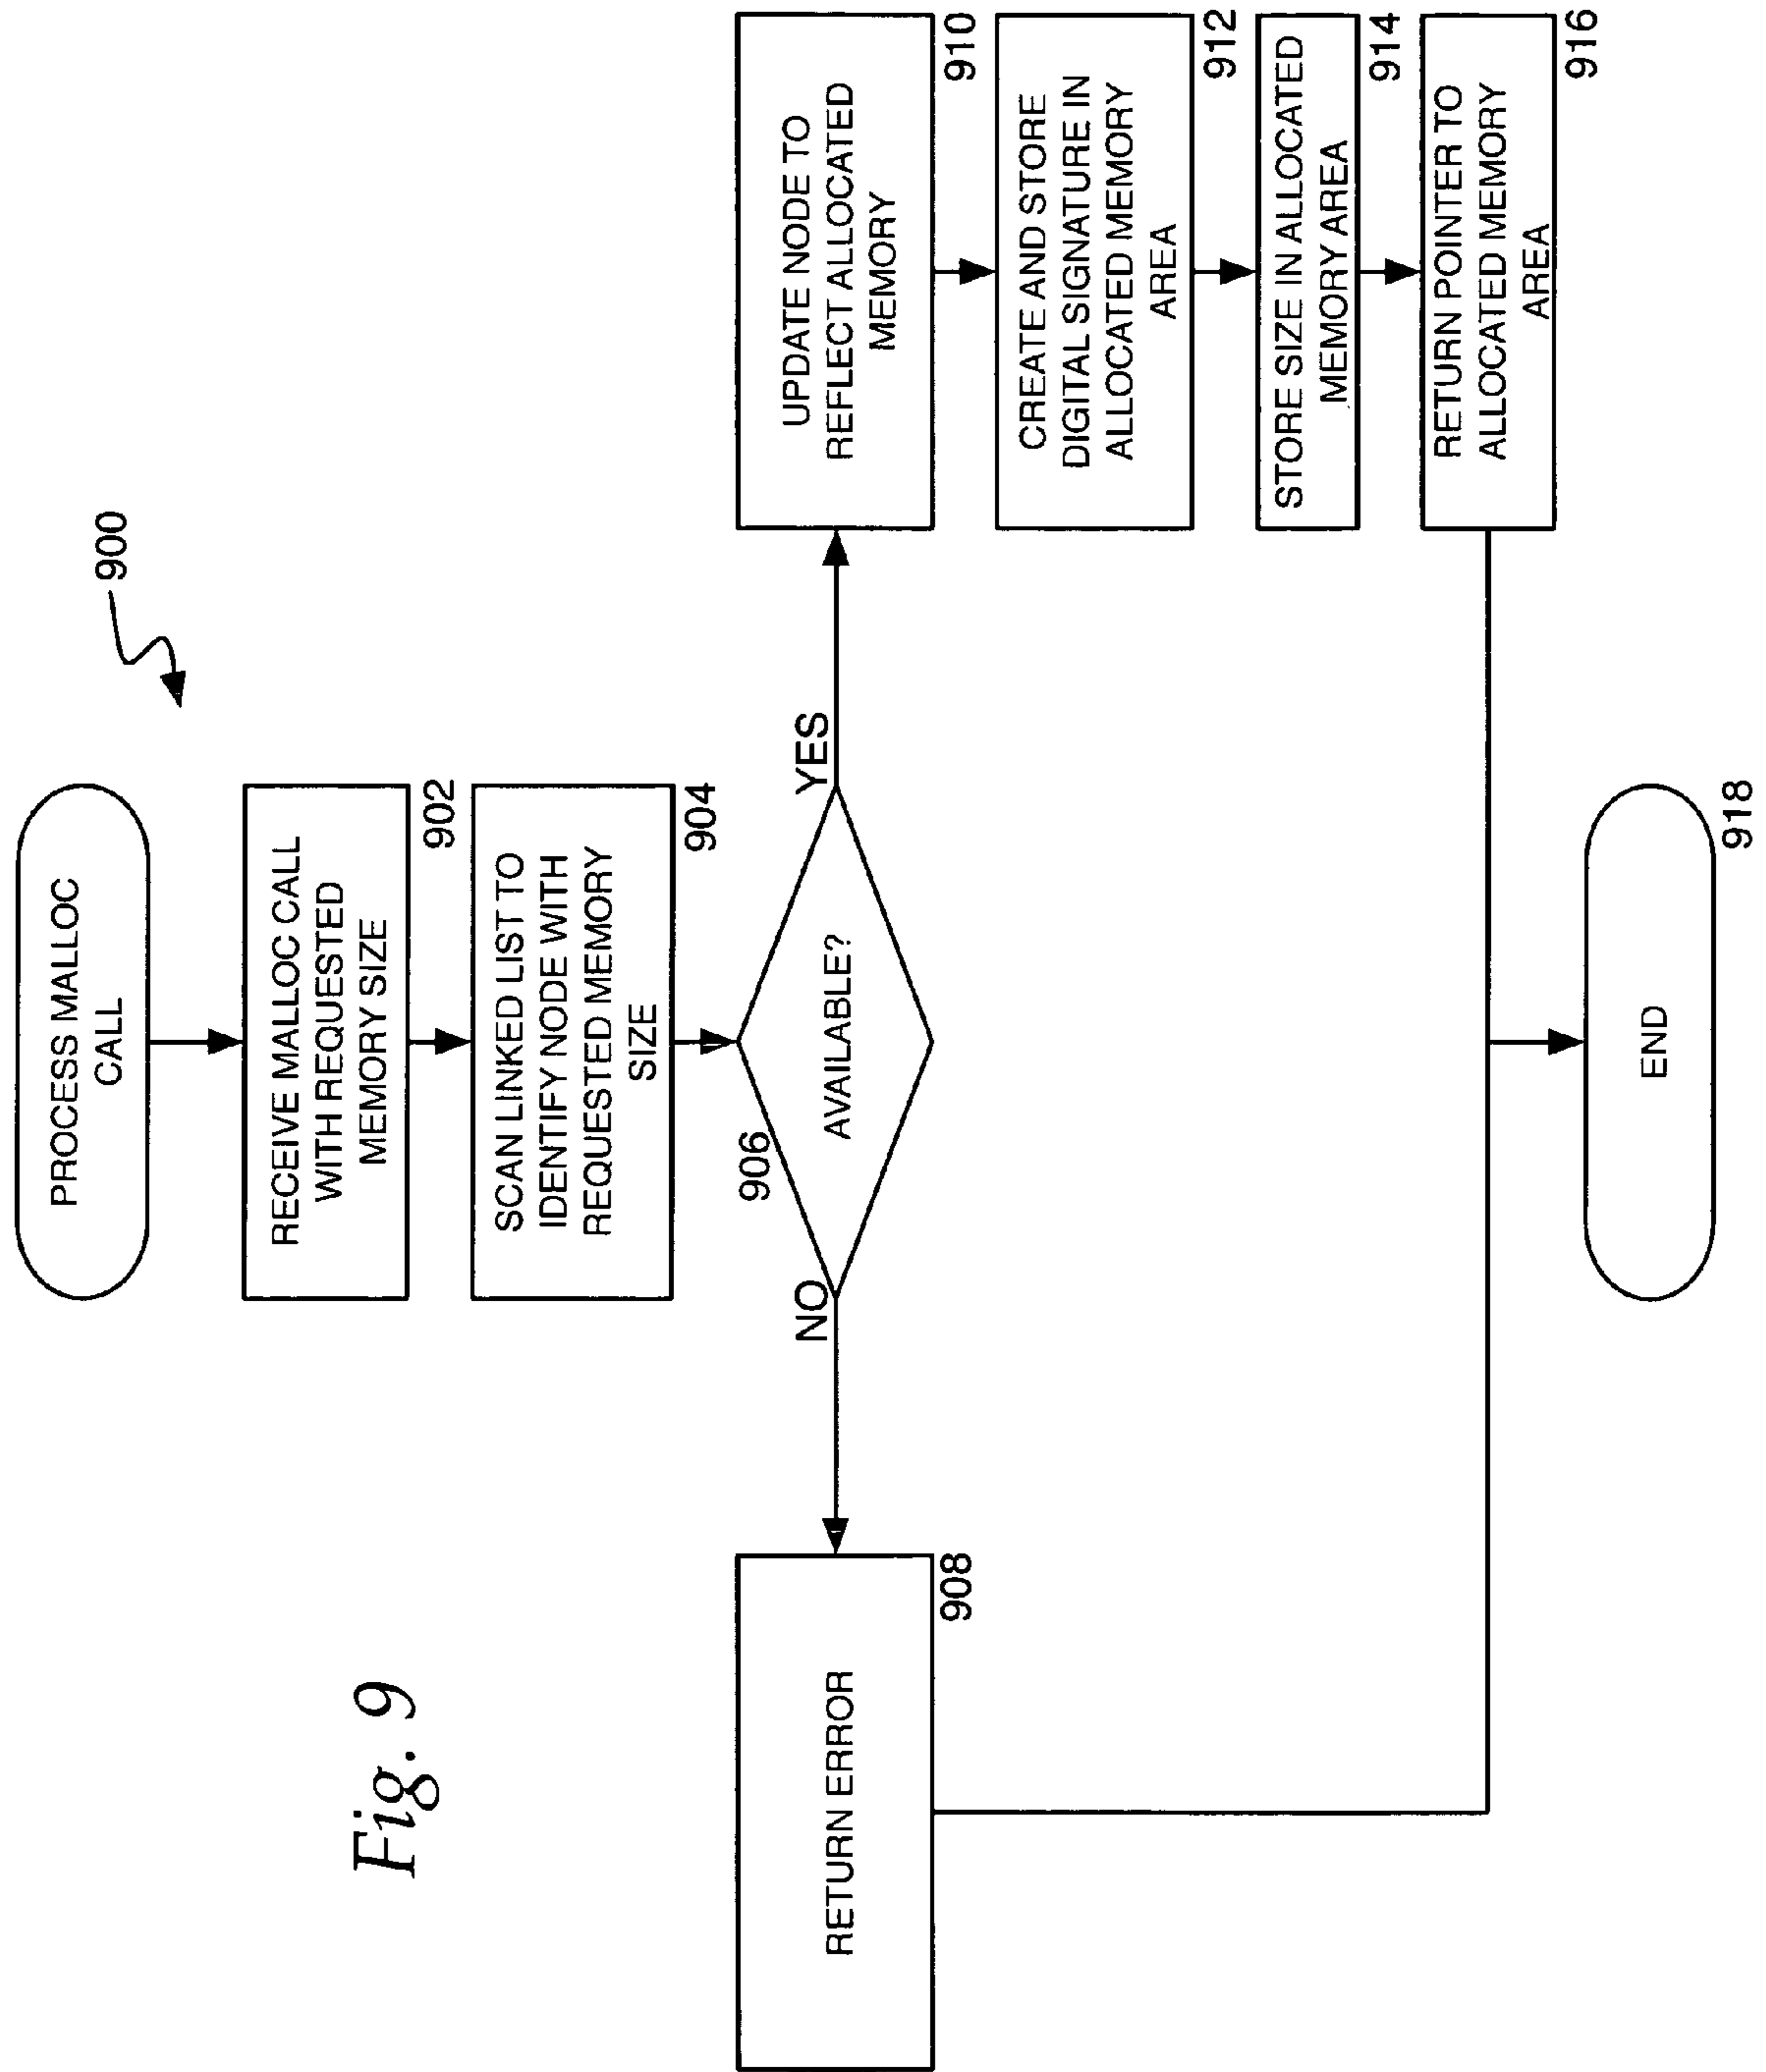 PROCESS MALLOC
CALL
900
RECEIVE MALLOC CALL
WITH REQUESTED
MEMORY SIZE
902
SCAN LINKED LIST TO
IDENTIFY NODE WITH
REQUESTED MEMORY
SIZE
904
906
AVAILABLE?
NO
YES
RETURN ERROR
908
UPDATE NODE TO
REFLECT ALLOCATED
MEMORY
910
CREATE AND STORE
DIGITAL SIGNATURE IN
ALLOCATED MEMORY
AREA
912
STORE SIZE IN ALLOCATED
MEMORY AREA
914
RETURN POINTER TO
ALLOCATED MEMORY
AREA
916
END
918
Fig. 9